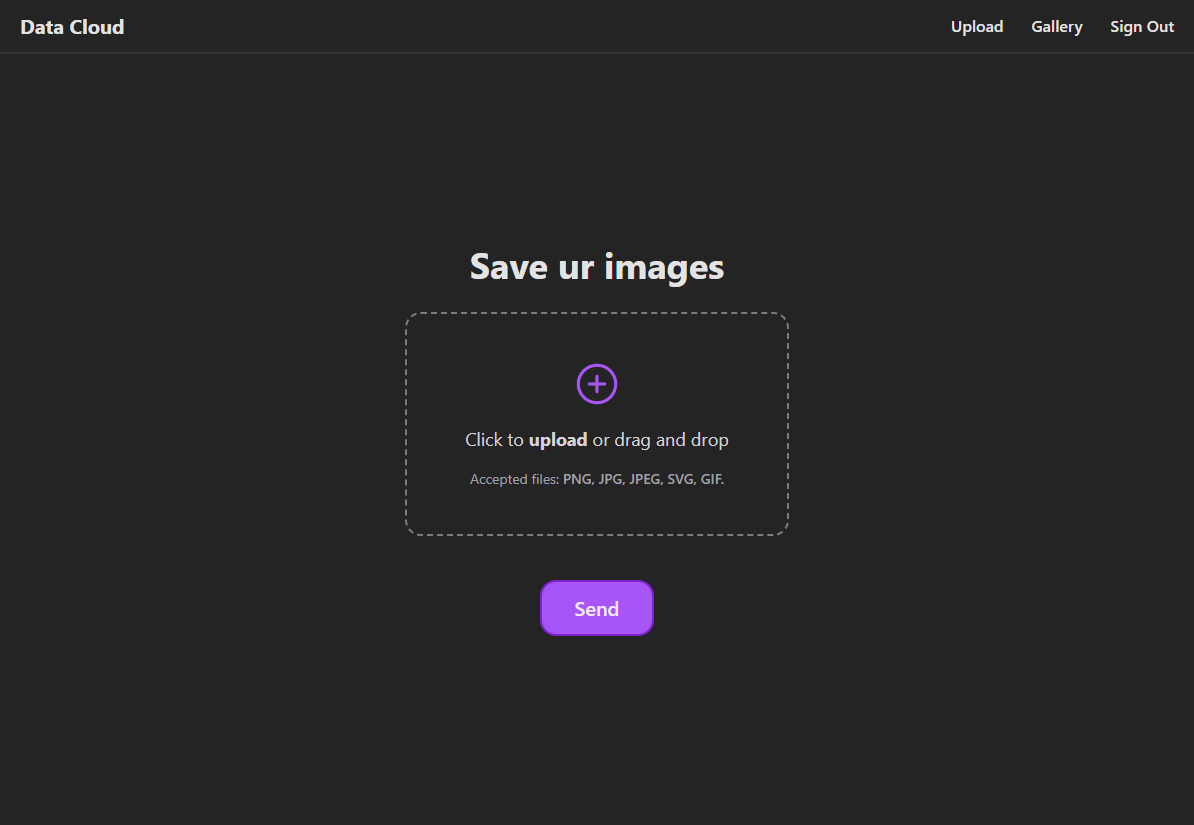 Data Cloud
Upload Gallery Sign Out
Save ur images
Click to upload or drag and drop
Accepted files: PNG, JPG, JPEG, SVG, GIF.
Send